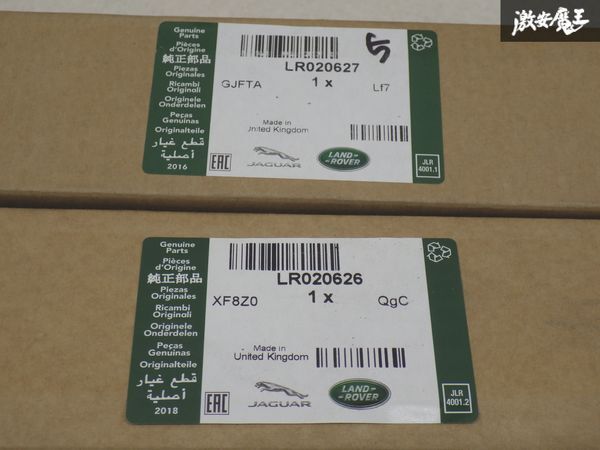 激安魔王
Genuine
Parts
Pièces
d'Origine
純正部品
Piezas
Originales
Ricambi
Originali
Originele
Onderdelen
Peças
Genuinas
Originalteile
قطع غيار
أصلية
2016
LR020627
1 x
GJFTA
Lf7
Made in
United Kingdom
EAC
JAGUAR
LAND-
-ROVER
JLR
4001.1
Genuine
Parts
Pièces
d'Origine
純正部品
Piezas
Originales
Ricambi
Originali
Originele
Onderdelen
Peças
Genuinas
Originalteile
قطع غيار
أصلية
2018
LR020626
1 x
XF8Z0
QgC
Made in
United Kingdom
EAC
JAGUAR
LAND-
-ROVER
JLR
4001.2